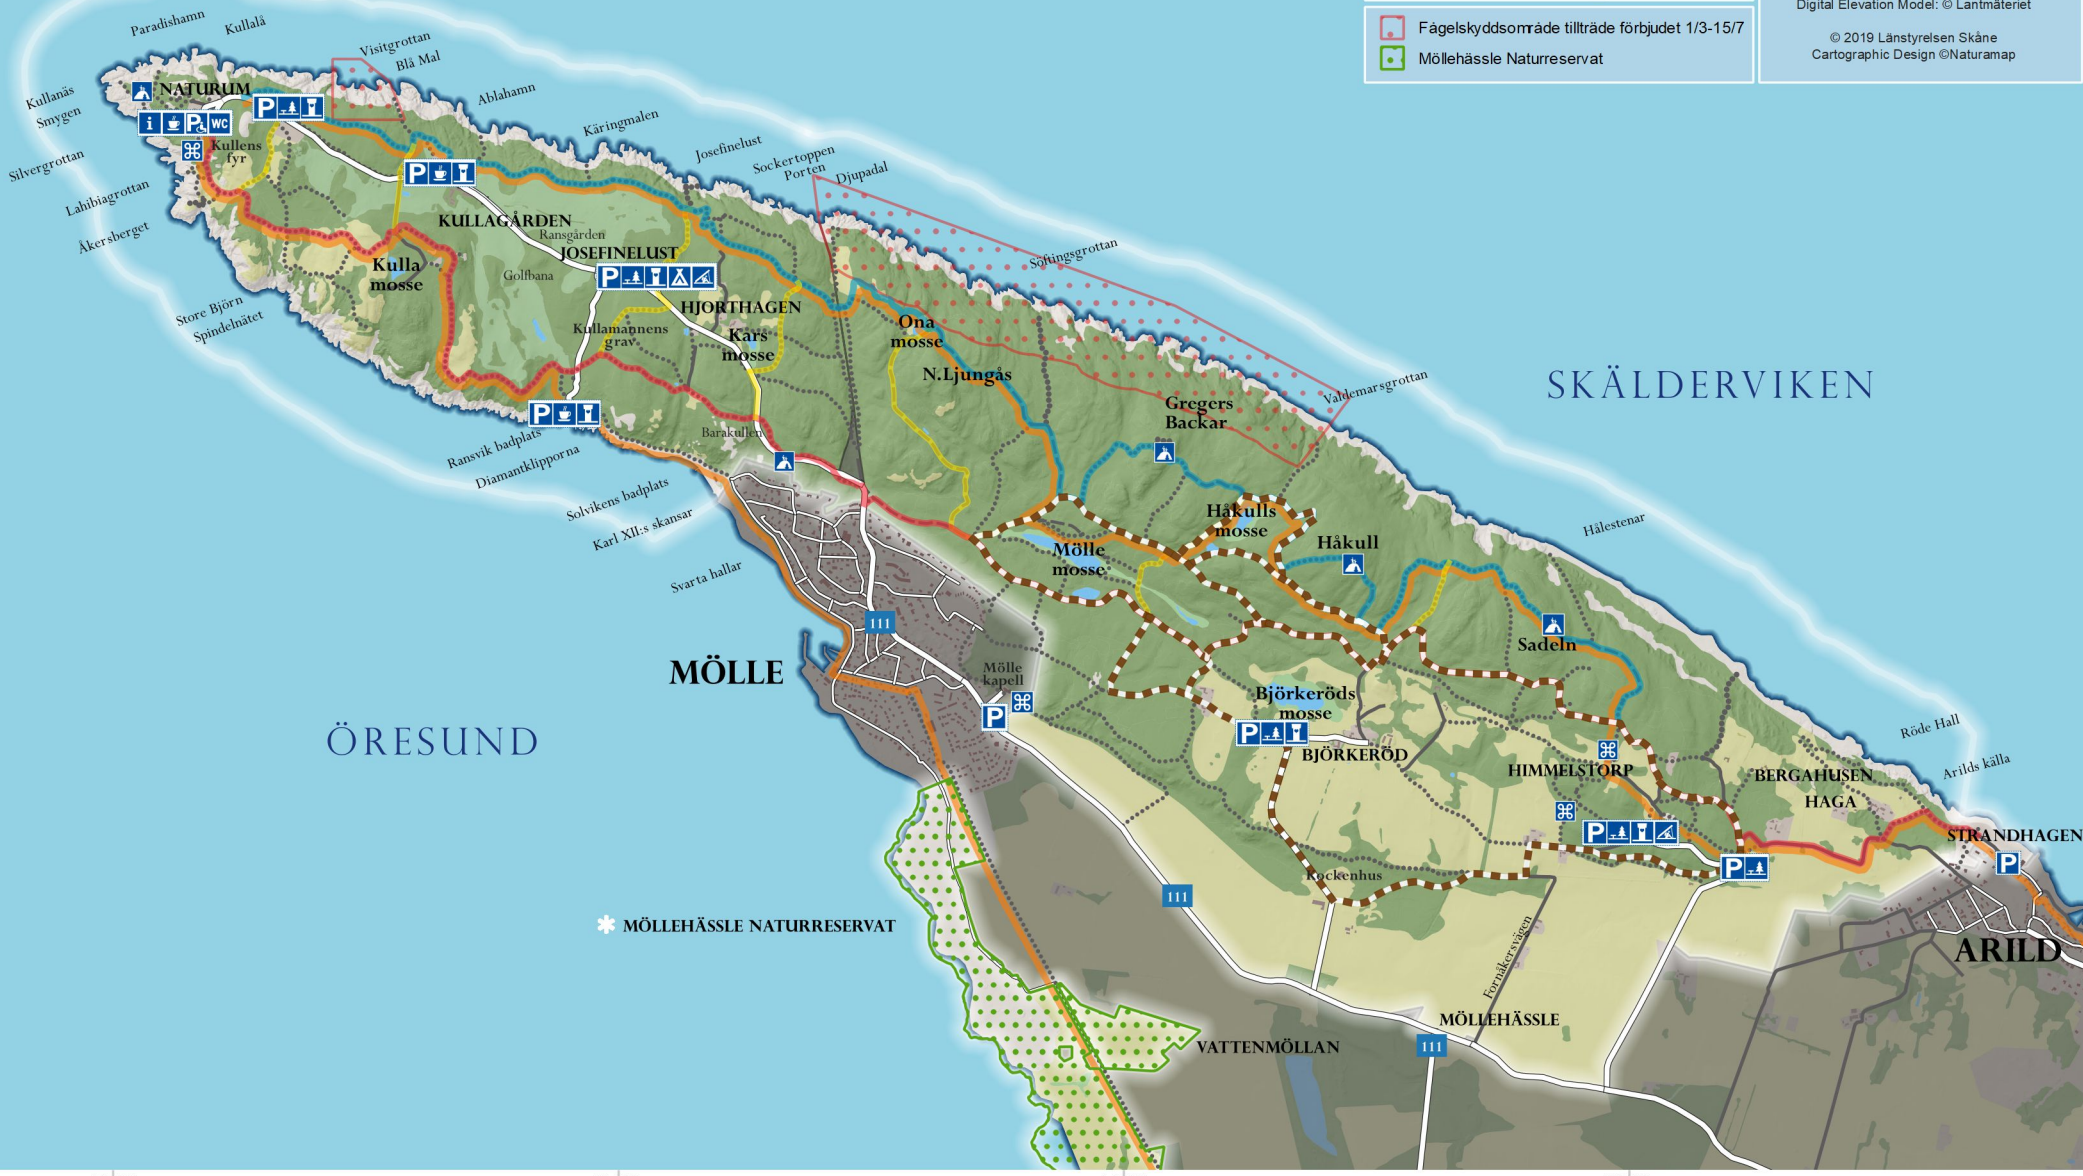 Digital Elevation Model: © Lantmäteriet
Fågelskyddsområde tillträde förbjudet 1/3-15/7
Möllehässle Naturreservat
© 2019 Länstyrelsen Skåne
Cartographic Design ©Naturamap
Paradishamn
Kullalå
Visitgrottan
Blå Mal
Kullanäs
Smygen
NATURUM
P
i
P
WC
Kullens
fyr
Ablahamn
Käringmalen
Josefinelust
Sockertoppen
Porten
Djupadal
Silvergrottan
Lahibiagrottan
Åkersberget
P
KULLAGÅRDEN
Ransgården
JOSEFINELUST
P
Golfbana
Kulla
mosse
Söftingsgrottan
Store Björn
Spindelnätet
HJORTHAGEN
Kullamannens
grav
Kars
mosse
Ona
mosse
N.Ljungås
Valdemarsgrottan
SKÄLDERVIKEN
Gregers
Backar
P
Barakullen
Ransvik badplats
Diamantklipporna
Solvikens badplats
Karl XII:s skansar
Svarta hallar
Håkulls
mosse
Håkull
Hålestenar
Mölle
mosse
111
Sadeln
MÖLLE
Mölle
kapell
P
Björkeröds
mosse
P
BJÖRKERÖD
ÖRESUND
HIMMELSTORP
BERGAHUSEN
HAGA
Röde Hall
Arilds källa
P
STRANDHAGEN
P
P
Kockenhus
111
MÖLLEHÄSSLE NATURRESERVAT
Fornåkersvägen
ARILD
MÖLLEHÄSSLE
111
VATTENMÖLLAN